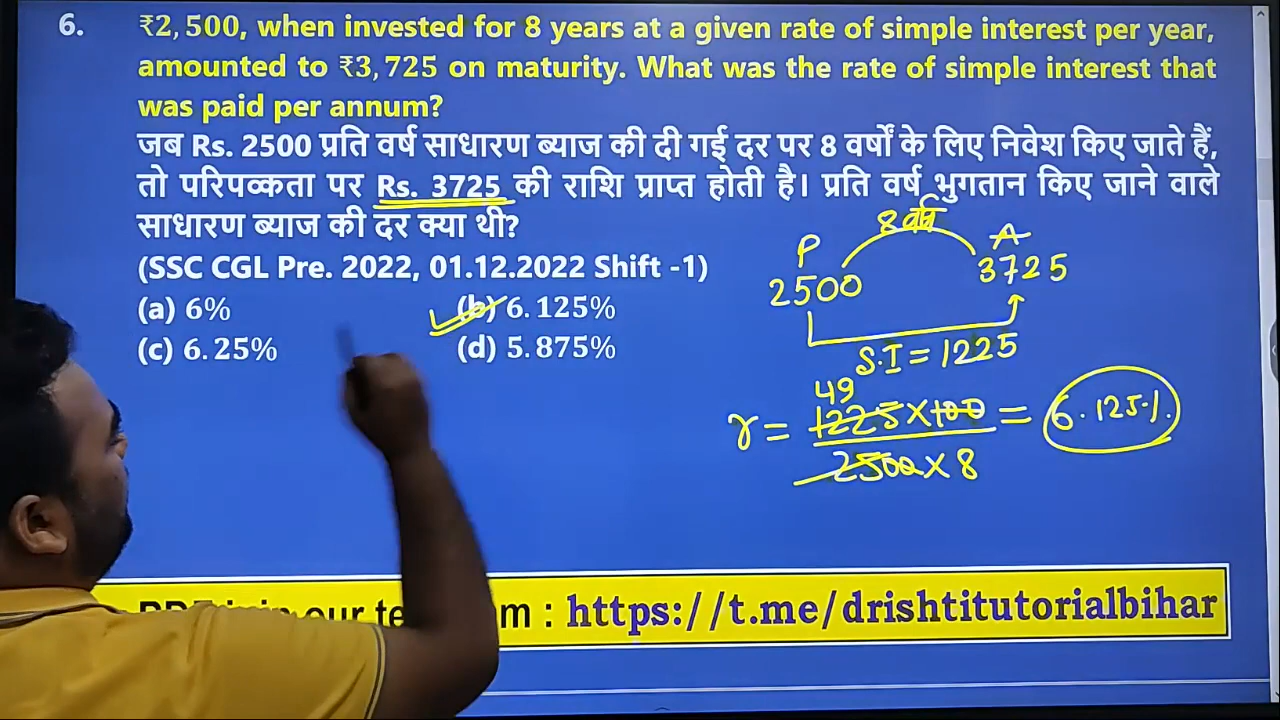 6. ₹2,500, when invested for 8 years at a given rate of simple interest per year,
amounted to ₹3,725 on maturity. What was the rate of simple interest that
was paid per annum?
जब Rs. 2500 प्रति वर्ष साधारण ब्याज की दी गई दर पर 8 वर्षों के लिए निवेश किए जाते हैं,
तो परिपक्कता पर Rs. 3725 की राशि प्राप्त होती है। प्रति वर्ष भुगतान किए जाने वाले
साधारण ब्याज की दर क्या थी?
(SSC CGL Pre. 2022, 01.12.2022 Shift -1)
(a) 6% (b) 6.125%
(c) 6.25% (d) 5.875%
8 वर्ष
P A
2500 3725
S.I = 1225
49
r = 1225 × 100 = 6.125%
2500 × 8
our m : https://t.me/drishtitutorialbihar